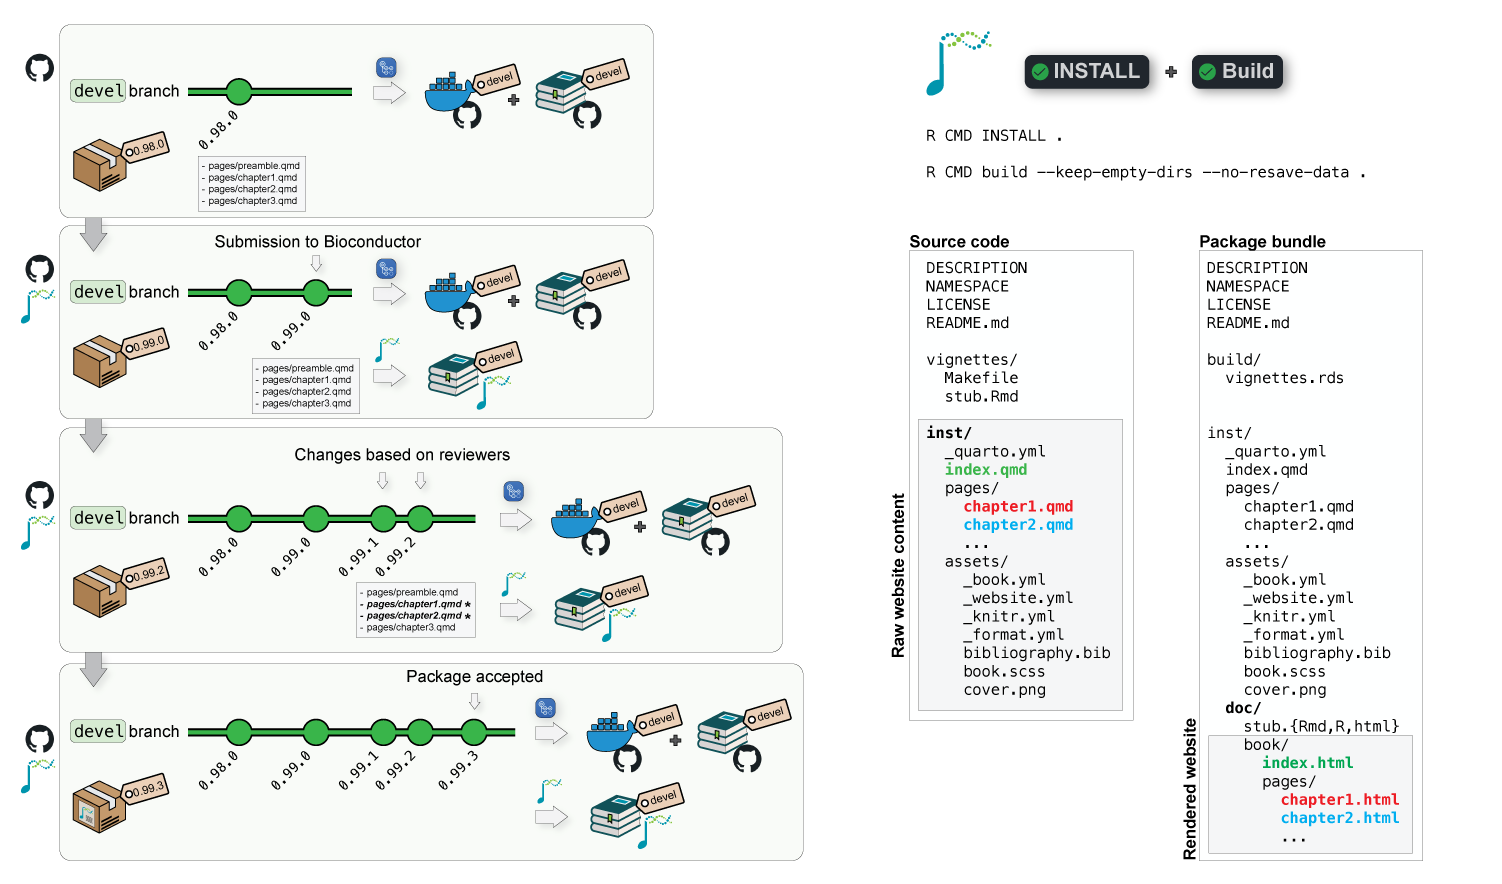 devel branch
0.98.0
0.98.0
- pages/preamble.qmd
- pages/chapter1.qmd
- pages/chapter2.qmd
- pages/chapter3.qmd
devel
devel
Submission to Bioconductor
devel branch
0.98.0
0.99.0
0.99.0
- pages/preamble.qmd
- pages/chapter1.qmd
- pages/chapter2.qmd
- pages/chapter3.qmd
devel
devel
devel
Changes based on reviewers
devel branch
0.98.0
0.99.0
0.99.1
0.99.2
0.99.2
- pages/preamble.qmd
- pages/chapter1.qmd *
- pages/chapter2.qmd *
- pages/chapter3.qmd
devel
devel
devel
Package accepted
devel branch
0.98.0
0.99.0
0.99.1
0.99.2
0.99.3
0.99.3
devel
devel
devel
INSTALL + Build
R CMD INSTALL .
R CMD build --keep-empty-dirs --no-resave-data .
Source code
DESCRIPTION
NAMESPACE
LICENSE
README.md
vignettes/
Makefile
stub.Rmd
Raw website content
inst/
_quarto.yml
index.qmd
pages/
chapter1.qmd
chapter2.qmd
...
assets/
_book.yml
_website.yml
_knitr.yml
_format.yml
bibliography.bib
book.scss
cover.png
Package bundle
DESCRIPTION
NAMESPACE
LICENSE
README.md
build/
vignettes.rds
inst/
_quarto.yml
index.qmd
pages/
chapter1.qmd
chapter2.qmd
...
assets/
_book.yml
_website.yml
_knitr.yml
_format.yml
bibliography.bib
book.scss
cover.png
doc/
stub.{Rmd,R,html}
Rendered website
book/
index.html
pages/
chapter1.html
chapter2.html
...